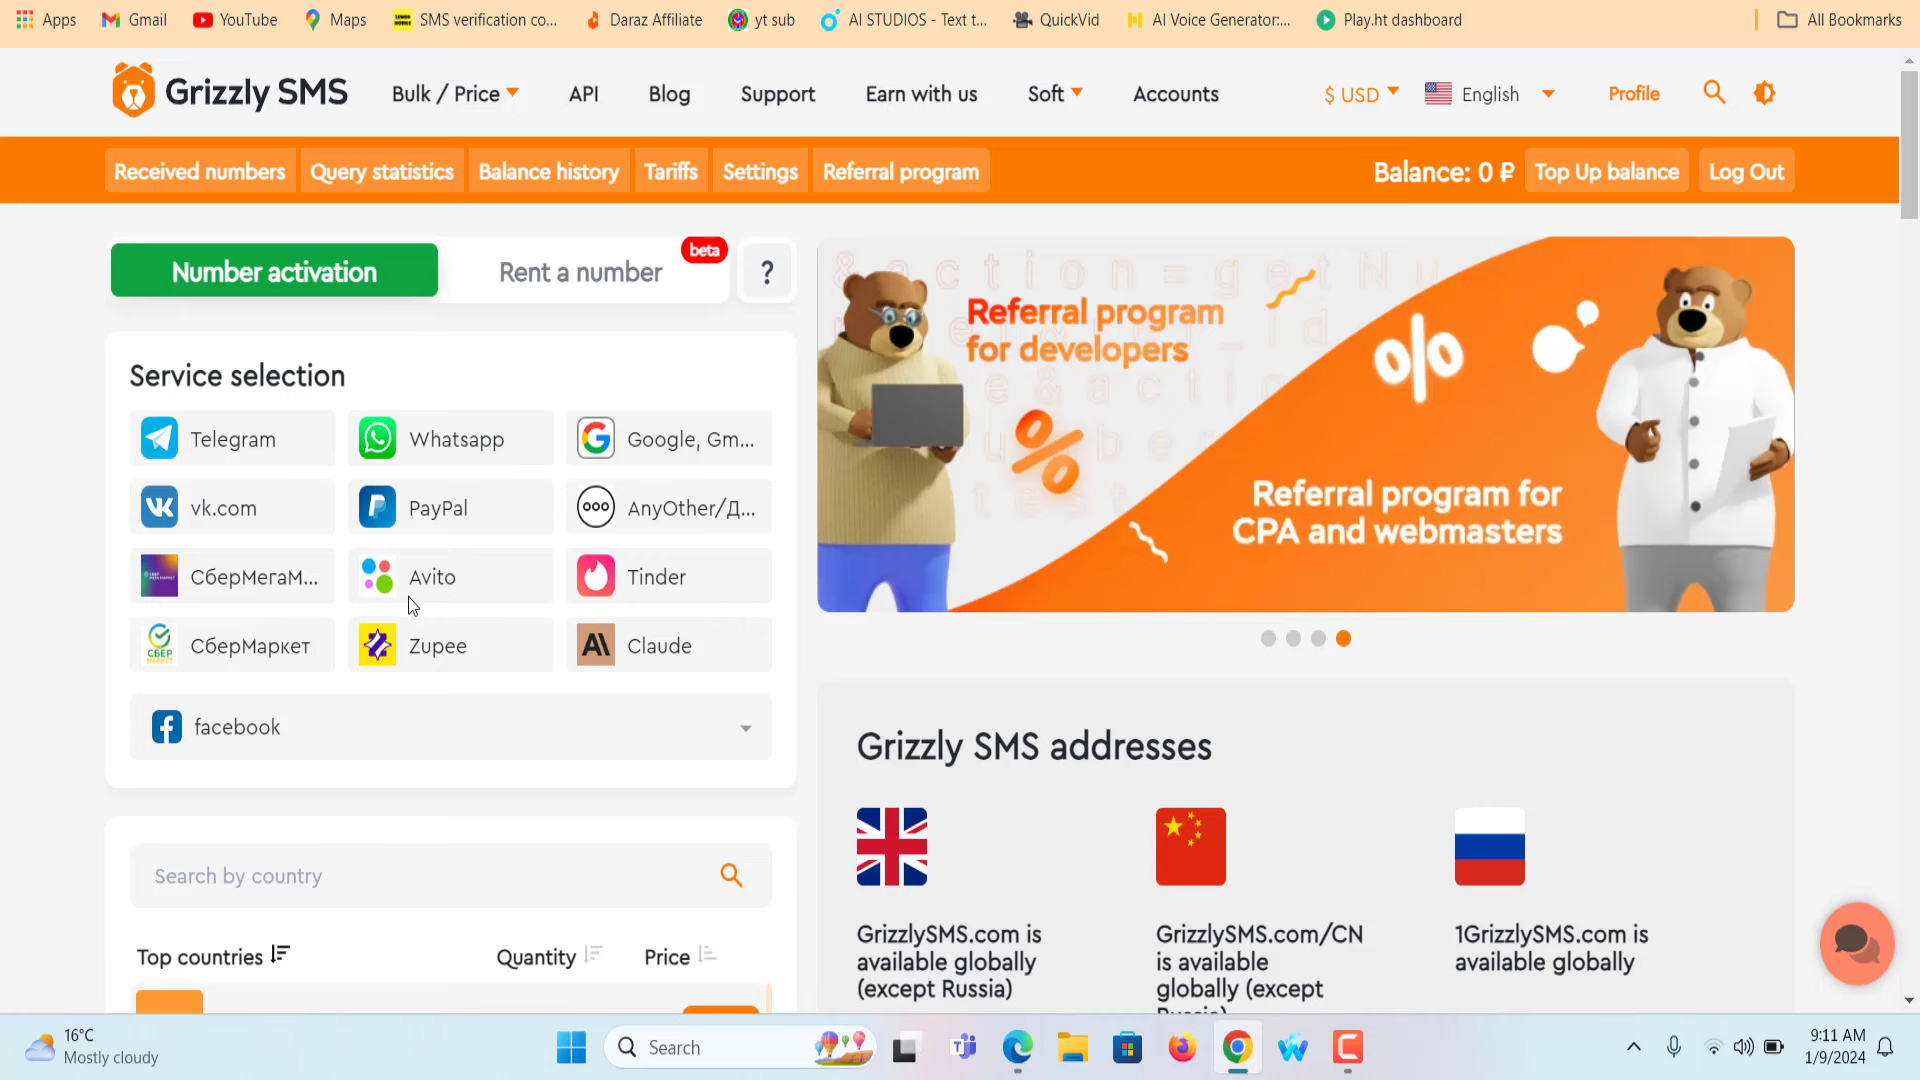 Apps Gmail YouTube Maps SMS verification co... Daraz Affiliate yt sub AI STUDIOS - Text t... QuickVid AI Voice Generator:... Play.ht dashboard All Bookmarks
Grizzly SMS Bulk / Price API Blog Support Earn with us Soft Accounts $ USD English Profile
Received numbers Query statistics Balance history Tariffs Settings Referral program Balance: 0 ₽ Top Up balance Log Out
Number activation Rent a number beta ?
Referral program
for developers
Referral program for
CPA and webmasters
Service selection
Telegram Whatsapp Google, Gm...
vk.com PayPal AnyOther/Д...
СберМегаМ... Avito Tinder
СберМаркет Zupee Claude
facebook
Search by country
Top countries Quantity Price
Grizzly SMS addresses
GrizzlySMS.com is
available globally
(except Russia)
GrizzlySMS.com/CN
is available
globally (except
Russia)
1GrizzlySMS.com is
available globally
16°C
Mostly cloudy
Search
9:11 AM
1/9/2024